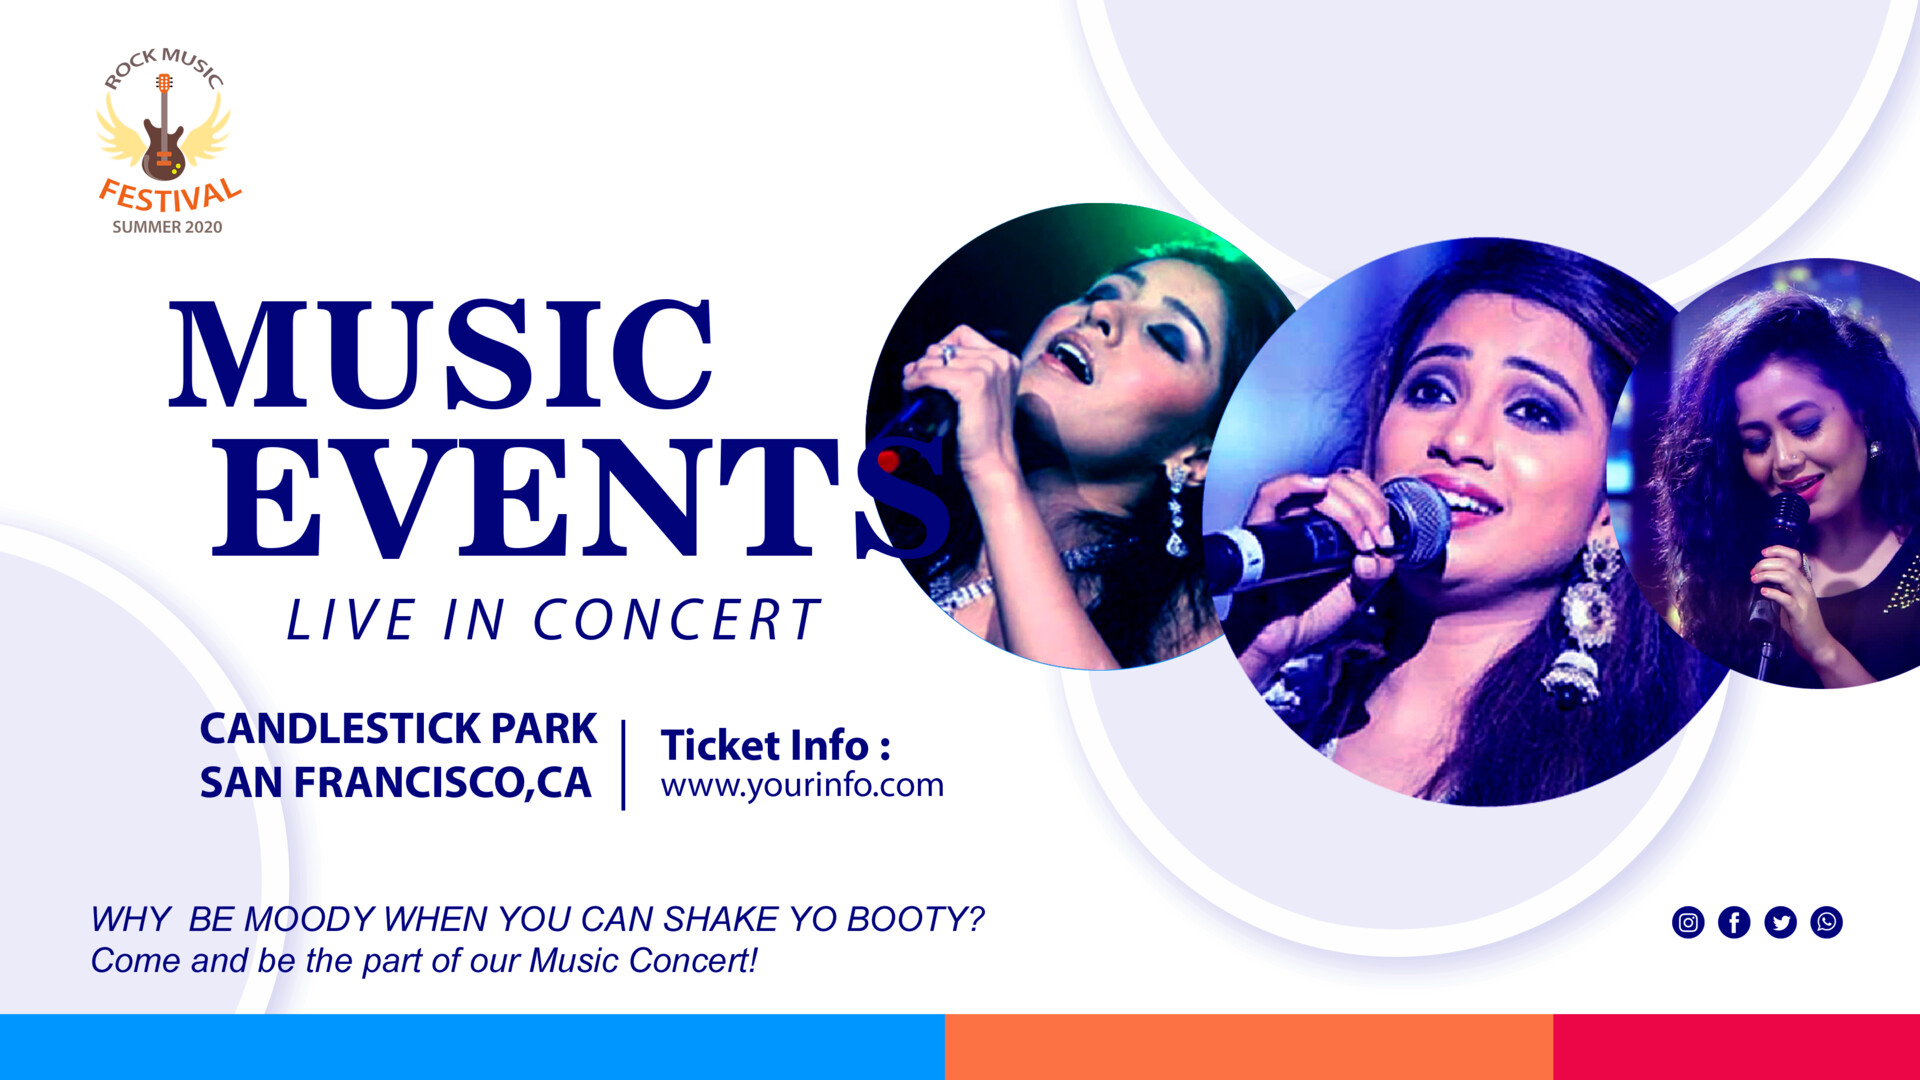 ROCK MUSIC
FESTIVAL
SUMMER 2020
MUSIC
EVENTS
LIVE IN CONCERT
CANDLESTICK PARK
SAN FRANCISCO,CA
Ticket Info :
www.yourinfo.com
WHY BE MOODY WHEN YOU CAN SHAKE YO BOOTY?
Come and be the part of our Music Concert!